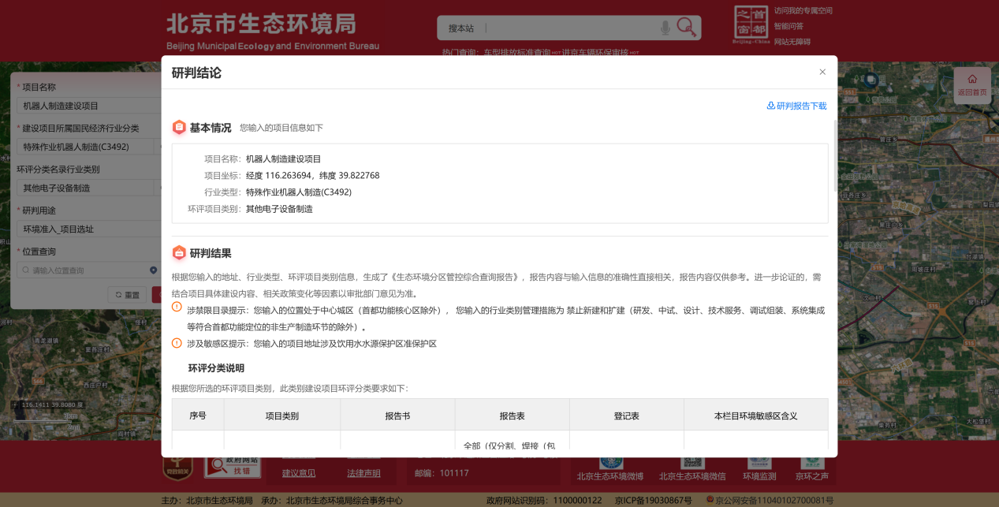 北京市生态环境局
Beijing Municipal Ecology and Environment Bureau
搜本站
热门查询：车型排放标准查询 HOT 进京车辆环保审核 HOT
首都之窗
Beijing-China
访问我的专属空间
智能问答
网站无障碍
返回首页
* 项目名称
机器人制造建设项目
* 建设项目所属国民经济行业分类
特殊作业机器人制造(C3492)
环评分类名录行业类别
其他电子设备制造
* 研判用途
环境准入_项目选址
* 位置查询
请输入位置查询
重置
研判结论
研判报告下载
基本情况 您输入的项目信息如下
项目名称：机器人制造建设项目
项目坐标：经度 116.263694，纬度 39.822768
行业类型：特殊作业机器人制造(C3492)
环评项目类别：其他电子设备制造
研判结果
根据您输入的地址、行业类型、环评项目类别信息，生成了《生态环境分区管控综合查询报告》，报告内容与输入信息的准确性直接相关，报告内容仅供参考。进一步论证的，需
结合项目具体建设内容、相关政策变化等因素以审批部门意见为准。
涉禁限目录提示：您输入的位置处于中心城区（首都功能核心区除外）， 您输入的行业类别管理措施为 禁止新建和扩建（研发、中试、设计、技术服务、调试组装、系统集成
等符合首都功能定位的非生产制造环节的除外）。
涉及敏感区提示：您输入的项目地址涉及饮用水水源保护区准保护区
环评分类说明
根据您所选的环评项目类别，此类别建设项目环评分类要求如下：
序号 项目类别 报告书 报告表 登记表 本栏目环境敏感区含义
全部（仅分割、焊接（包
116.1411 39.8080 度
党政机关
政府网站
找错
建议意见 法律声明
邮编：101117
北京生态环境微博 北京生态环境微信 环境监测 京环之声
主办：北京市生态环境局 承办：北京市生态环境局综合事务中心 政府网站识别码：1100000122 京ICP备19030867号 京公网安备11040102700081号